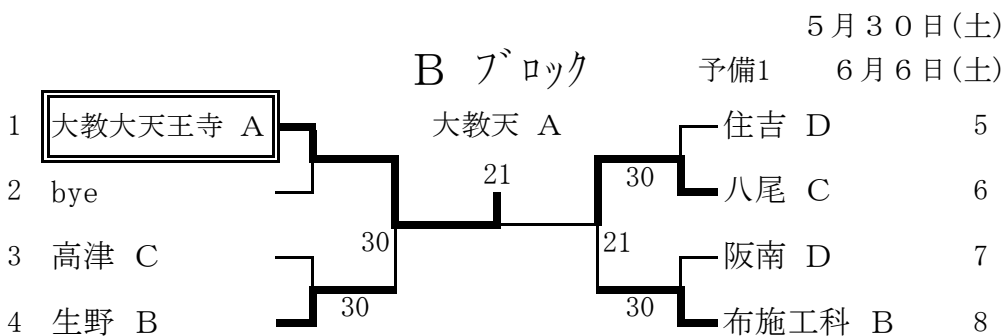 ５月３０日(土)
Ｂ ブロック
予備1 ６月６日(土)
1 大教大天王寺 Ａ
大教天 Ａ
住吉 Ｄ 5
21
30
2 bye
八尾 Ｃ 6
30
21
3 高津 Ｃ
阪南 Ｄ 7
30
30
4 生野 Ｂ
布施工科 Ｂ 8